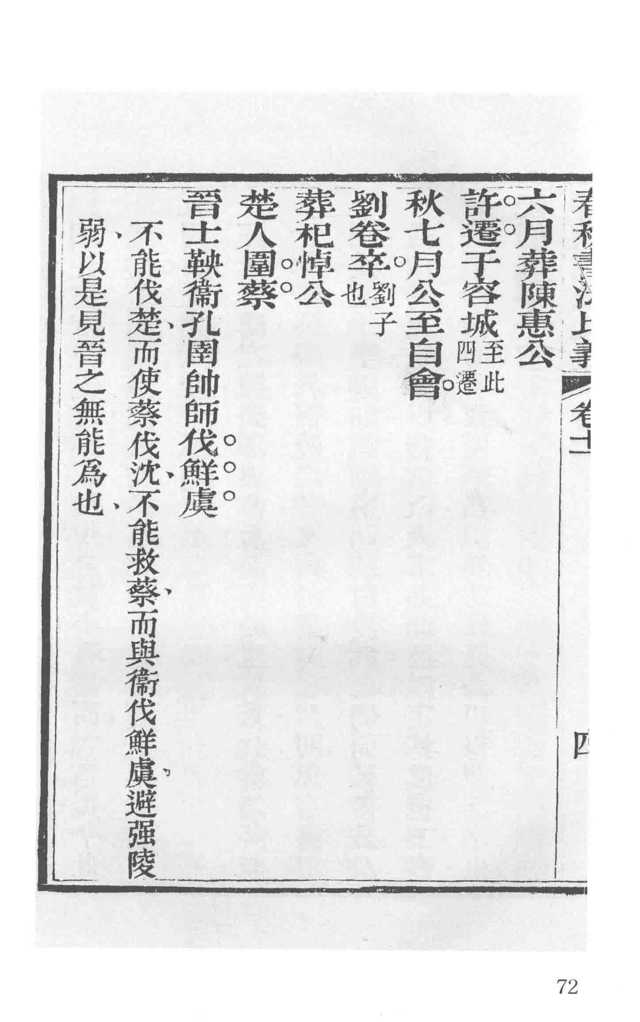 春秋書法比義 卷十一 四
六月葬陳惠公
許遷于容城至此四遷
秋七月公至自會
劉卷卒劉子也
葬杞悼公
楚人圍蔡
晉士鞅衞孔圉帥師伐鮮虞
不能伐楚、而使蔡伐沈、不能救蔡、而與衞伐鮮虞、避强陵
弱、以是見晉之無能爲也、
72